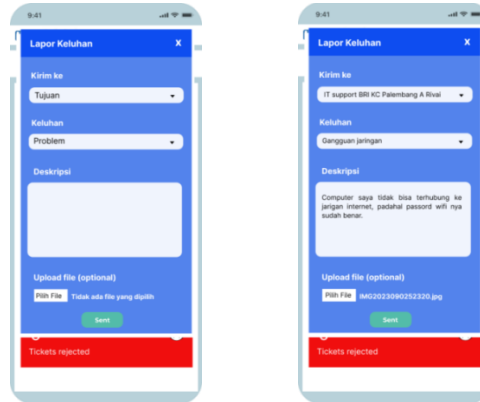 9:41
Lapor Keluhan X
Kirim ke
Tujuan
Keluhan
Problem
Deskripsi
Upload file (optional)
Pilih File Tidak ada file yang dipilih
Sent
Tickets rejected
9:41
Lapor Keluhan X
Kirim ke
IT support BRI KC Palembang A Rivai
Keluhan
Gangguan jaringan
Deskripsi
Computer saya tidak bisa terhubung ke
jarigan internet, padahal passord wifi nya
sudah benar.
Upload file (optional)
Pilih File IMG2023090252320.jpg
Sent
Tickets rejected